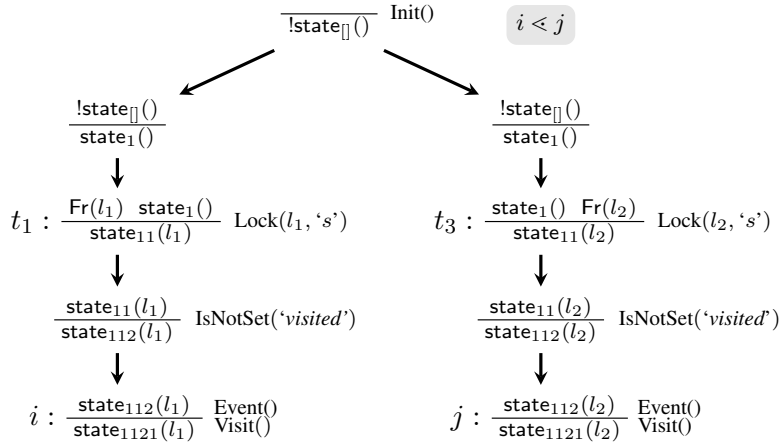 !state[]() Init()
i ⋖ j
!state[]()
state1()
!state[]()
state1()
t1 : Fr(l1) state1() Lock(l1, ‘s’)
state11(l1)
t3 : state1() Fr(l2) Lock(l2, ‘s’)
state11(l2)
state11(l1) IsNotSet(‘visited’)
state112(l1)
state11(l2) IsNotSet(‘visited’)
state112(l2)
i : state112(l1) Event()
state1121(l1) Visit()
j : state112(l2) Event()
state1121(l2) Visit()